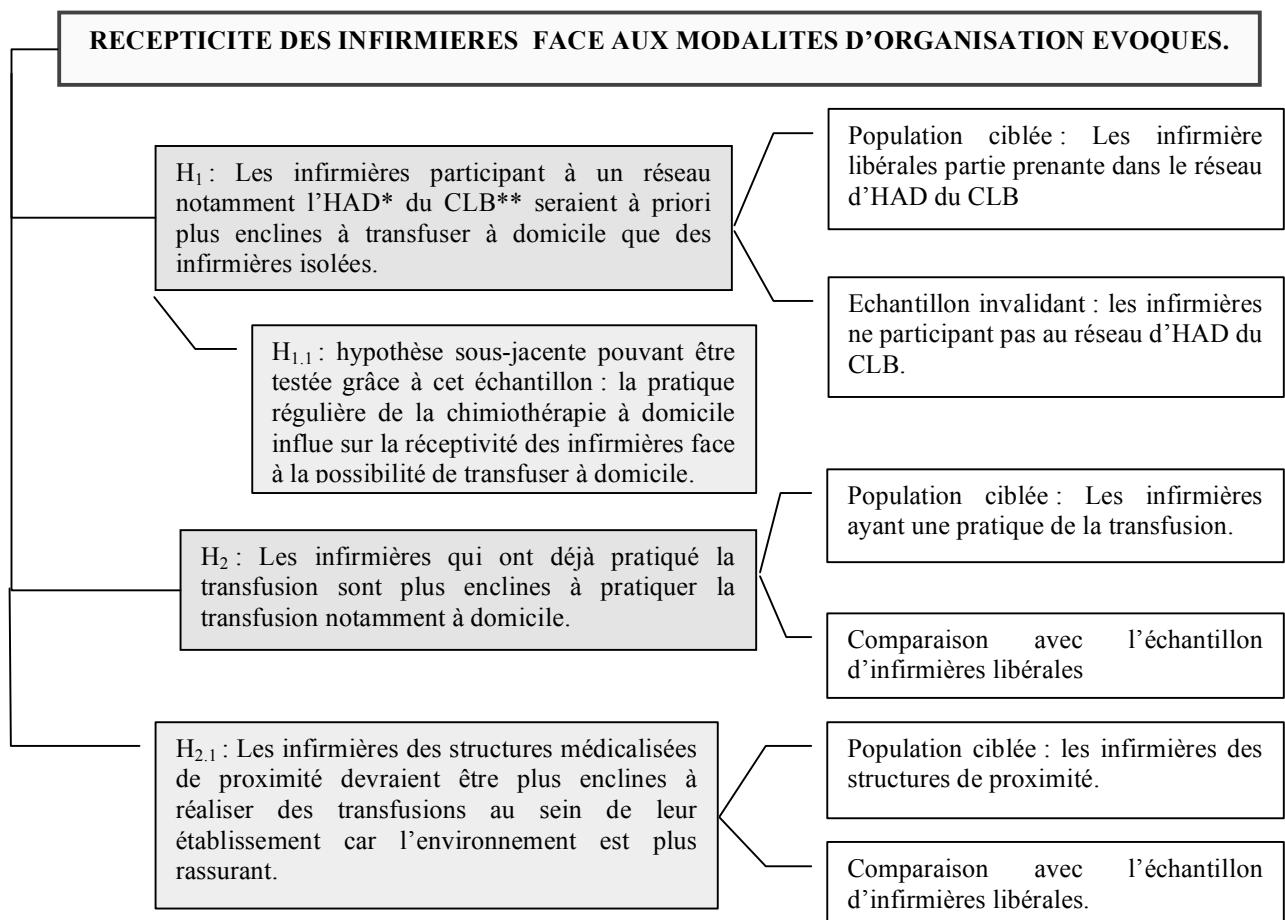 RECEPTICITE DES INFIRMIERES FACE AUX MODALITES D’ORGANISATION EVOQUES.
H1 : Les infirmières participant à un réseau
notamment l’HAD* du CLB** seraient à priori
plus enclines à transfuser à domicile que des
infirmières isolées.
Population ciblée : Les infirmière
libérales partie prenante dans le réseau
d’HAD du CLB
Echantillon invalidant : les infirmières
ne participant pas au réseau d’HAD du
CLB.
H1.1 : hypothèse sous-jacente pouvant être
testée grâce à cet échantillon : la pratique
régulière de la chimiothérapie à domicile
influe sur la réceptivité des infirmières face
à la possibilité de transfuser à domicile.
H2 : Les infirmières qui ont déjà pratiqué la
transfusion sont plus enclines à pratiquer la
transfusion notamment à domicile.
Population ciblée : Les infirmières
ayant une pratique de la transfusion.
Comparaison avec l’échantillon
d’infirmières libérales
H2.1 : Les infirmières des structures médicalisées
de proximité devraient être plus enclines à
réaliser des transfusions au sein de leur
établissement car l’environnement est plus
rassurant.
Population ciblée : les infirmières des
structures de proximité.
Comparaison avec l’échantillon
d’infirmières libérales.